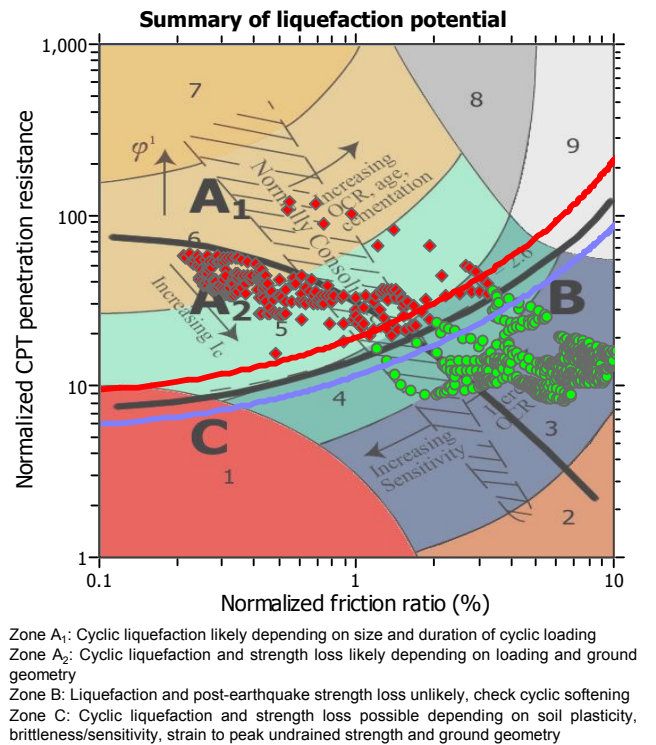 Summary of liquefaction potential
Normalized CPT penetration resistance
1,000
100
10
1
7
8
9
φ¹
A₁
Normally Consoli
Increasing
OCR, age,
cementation
6
A₂
Increasing Ic
5
2.6
B
4
C
1
Increasing
Sensitivity
OCR
3
2
0.1
1
10
Normalized friction ratio (%)
Zone A₁: Cyclic liquefaction likely depending on size and duration of cyclic loading
Zone A₂: Cyclic liquefaction and strength loss likely depending on loading and ground
geometry
Zone B: Liquefaction and post-earthquake strength loss unlikely, check cyclic softening
Zone C: Cyclic liquefaction and strength loss possible depending on soil plasticity,
brittleness/sensitivity, strain to peak undrained strength and ground geometry